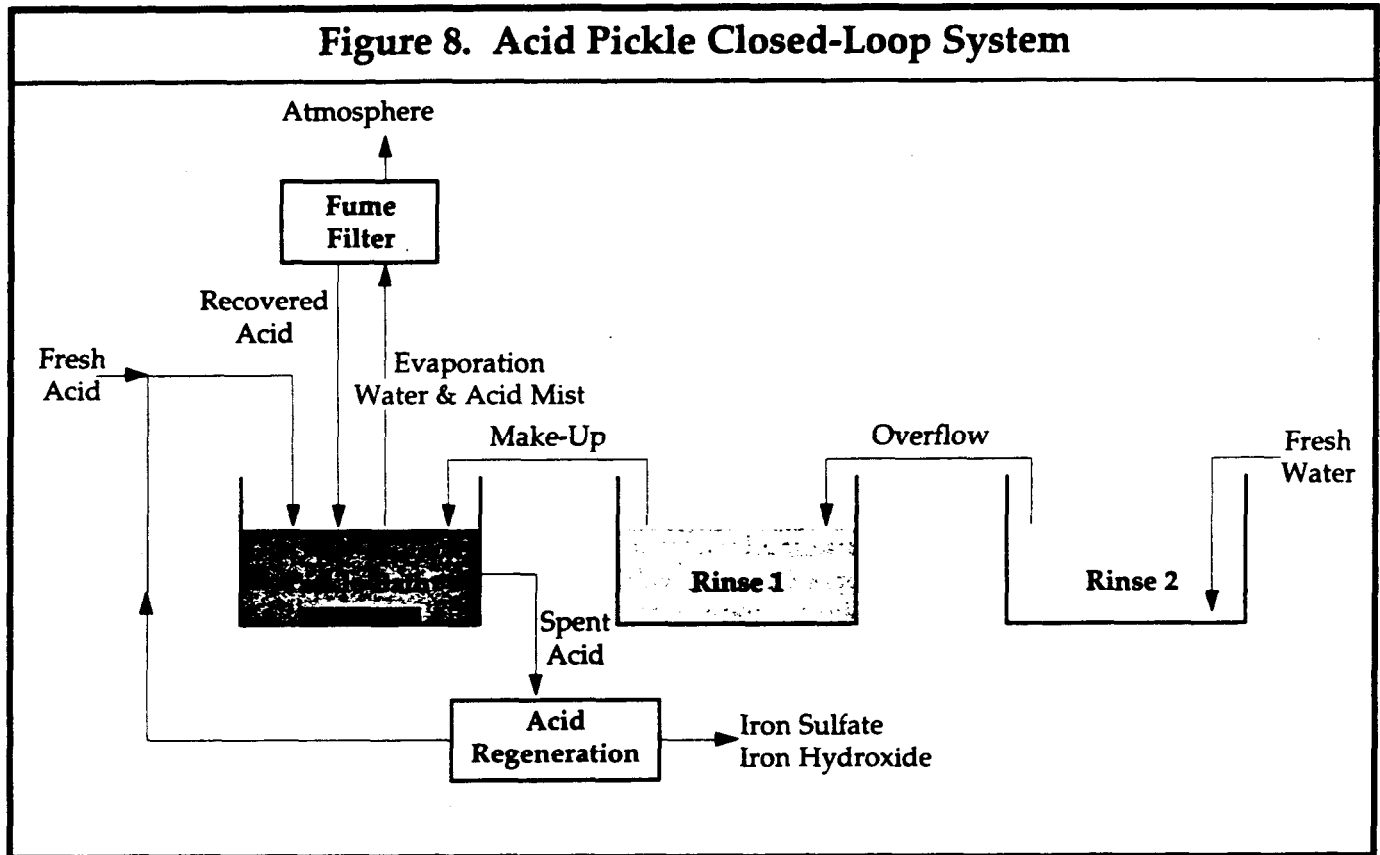 Figure 8. Acid Pickle Closed-Loop System
Atmosphere
Fume
Filter
Recovered
Acid
Evaporation
Water & Acid Mist
Fresh
Acid
Make-Up
Overflow
Fresh
Water
Rinse 1
Rinse 2
Spent
Acid
Acid
Regeneration
Iron Sulfate
Iron Hydroxide